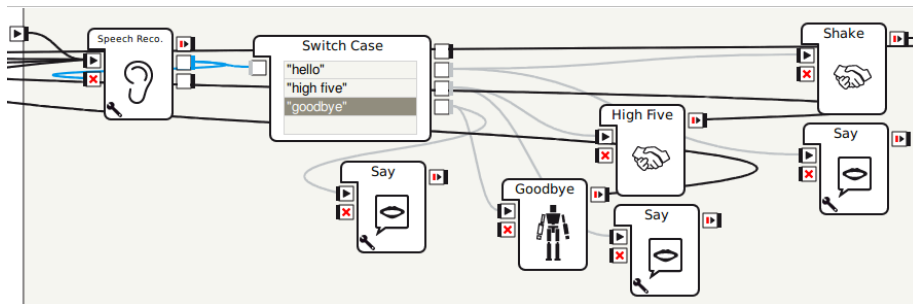 Speech Reco.
Switch Case
"hello"
"high five"
"goodbye"
Shake
High Five
Say
Say
Goodbye
Say